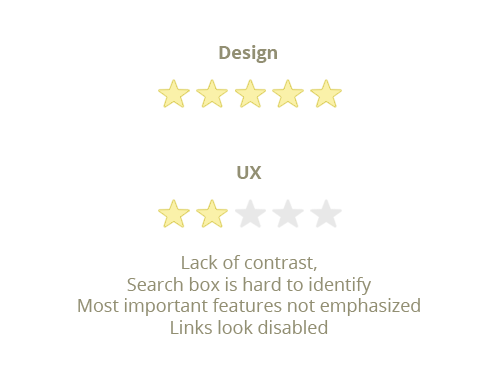 Design
UX
Lack of contrast,
Search box is hard to identify
Most important features not emphasized
Links look disabled